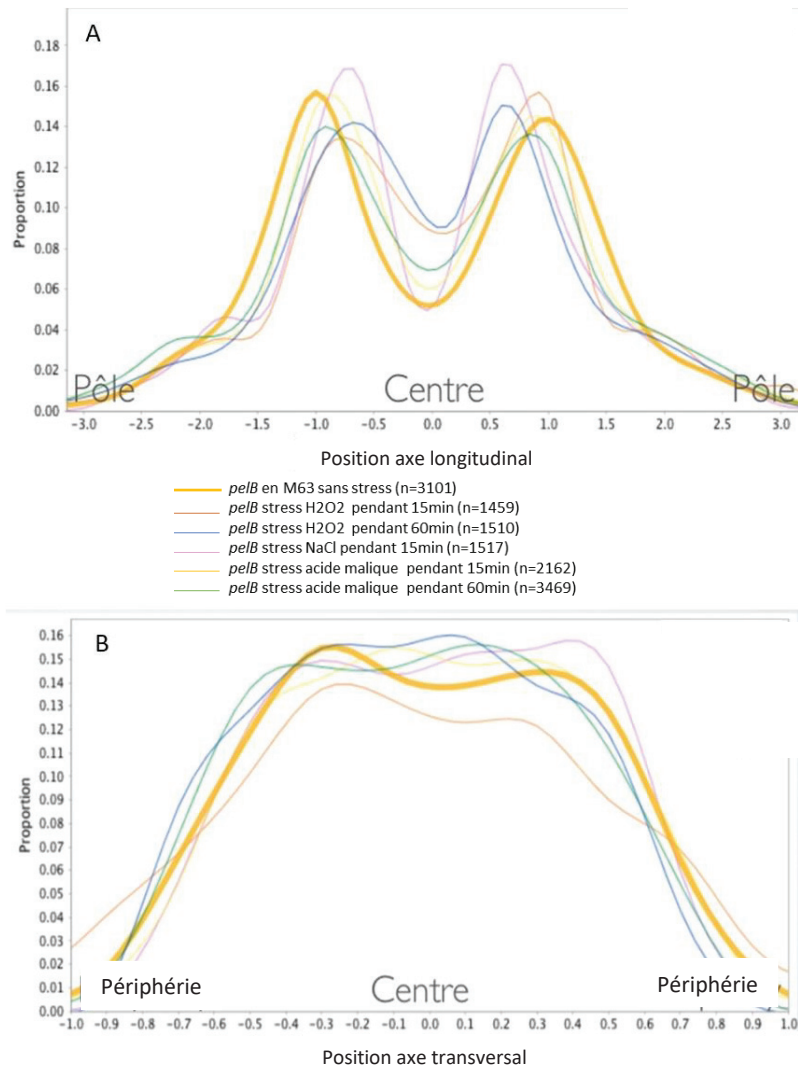 A
0.18
0.16
0.14
0.12
0.10
0.08
0.06
0.04
0.02
0.00
Proportion
Pôle
Centre
Pôle
-3.0 -2.5 -2.0 -1.5 -1.0 -0.5 0.0 0.5 1.0 1.5 2.0 2.5 3.0
Position axe longitudinal
pelB en M63 sans stress (n=3101)
pelB stress H2O2 pendant 15min (n=1459)
pelB stress H2O2 pendant 60min (n=1510)
pelB stress NaCl pendant 15min (n=1517)
pelB stress acide malique pendant 15min (n=2162)
pelB stress acide malique pendant 60min (n=3469)
B
0.16
0.15
0.14
0.13
0.12
0.11
0.10
0.09
0.08
0.07
0.06
0.05
0.04
0.03
0.02
0.01
0.00
Proportion
Périphérie
Centre
Périphérie
-1.0 -0.9 -0.8 -0.7 -0.6 -0.5 -0.4 -0.3 -0.2 -0.1 0.0 0.1 0.2 0.3 0.4 0.5 0.6 0.7 0.8 0.9 1.0
Position axe transversal